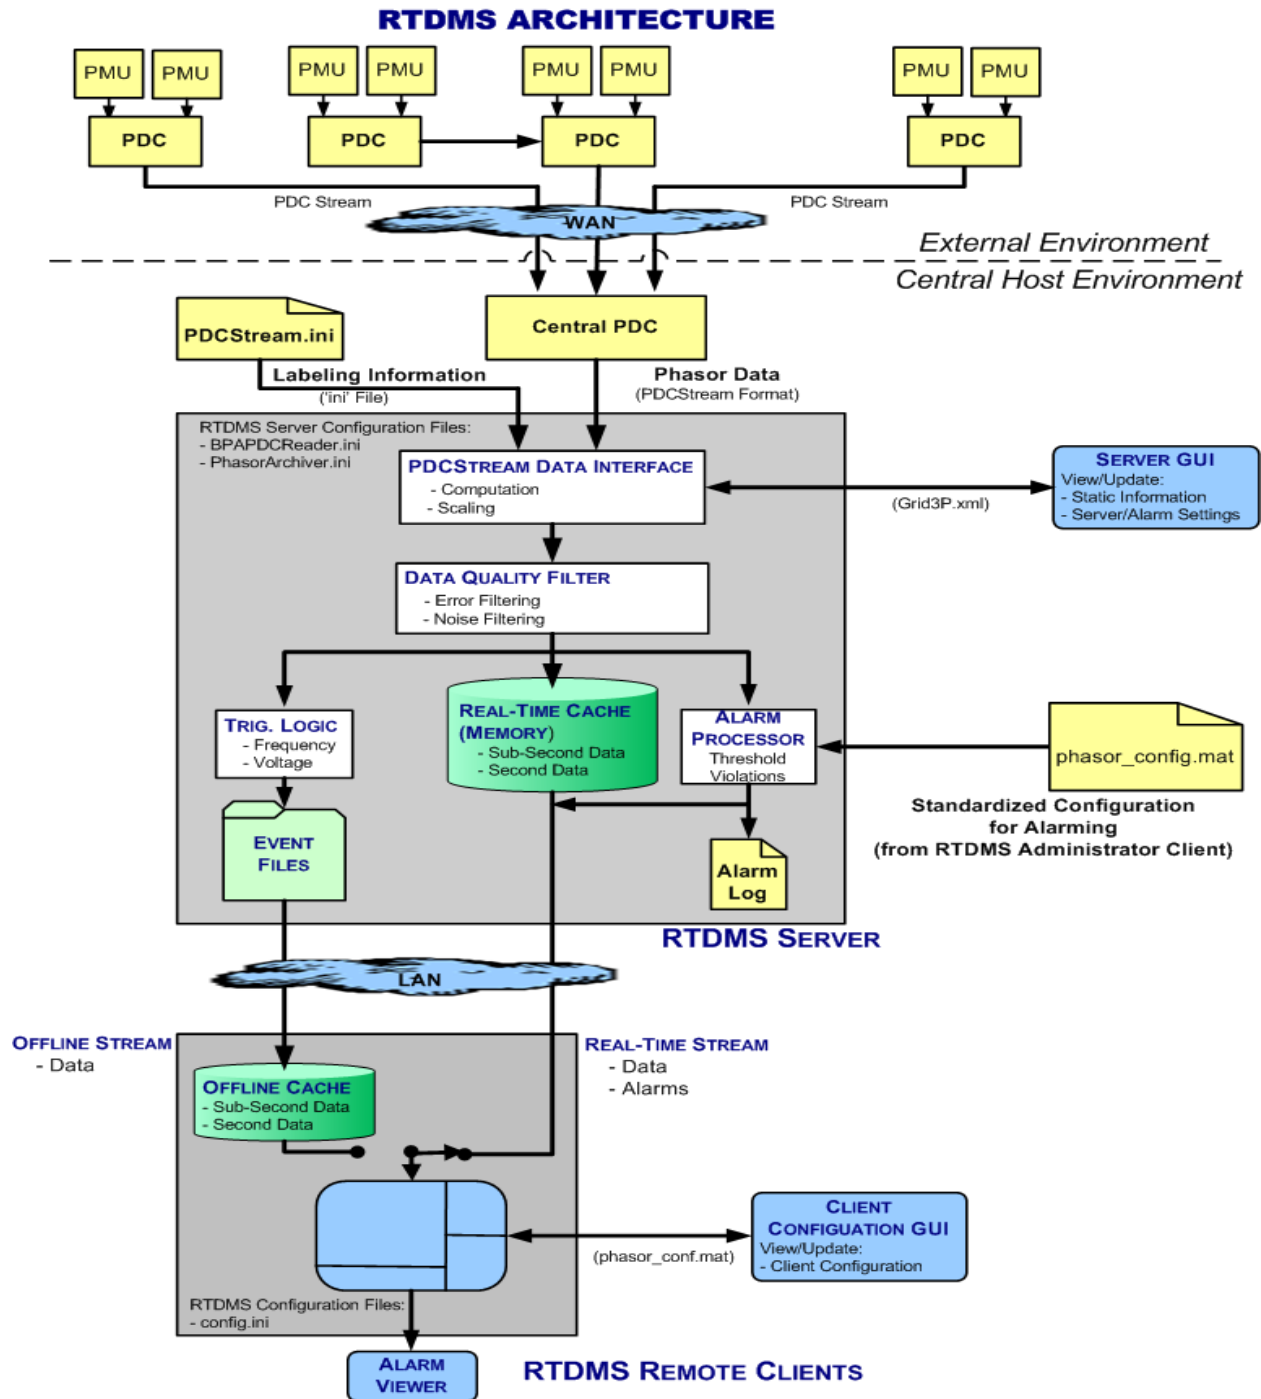 RTDMS ARCHITECTURE
PMU PMU PMU PMU PMU PMU PMU PMU
PDC PDC PDC PDC
PDC Stream PDC Stream
WAN
External Environment
Central Host Environment
PDCStream.ini
Central PDC
Labeling Information
('ini' File)
Phasor Data
(PDCStream Format)
RTDMS Server Configuration Files:
- BPAPDCReader.ini
- PhasorArchiver.ini
PDCSTREAM DATA INTERFACE
- Computation
- Scaling
(Grid3P.xml)
SERVER GUI
View/Update:
- Static Information
- Server/Alarm Settings
DATA QUALITY FILTER
- Error Filtering
- Noise Filtering
TRIG. LOGIC
- Frequency
- Voltage
REAL-TIME CACHE
(MEMORY)
- Sub-Second Data
- Second Data
ALARM
PROCESSOR
Threshold
Violations
phasor_config.mat
Standardized Configuration
for Alarming
(from RTDMS Administrator Client)
EVENT
FILES
Alarm
Log
RTDMS SERVER
LAN
OFFLINE STREAM
- Data
REAL-TIME STREAM
- Data
- Alarms
OFFLINE CACHE
- Sub-Second Data
- Second Data
(phasor_conf.mat)
CLIENT
CONFIGUATION GUI
View/Update:
- Client Configuration
RTDMS Configuration Files:
- config.ini
ALARM
VIEWER
RTDMS REMOTE CLIENTS